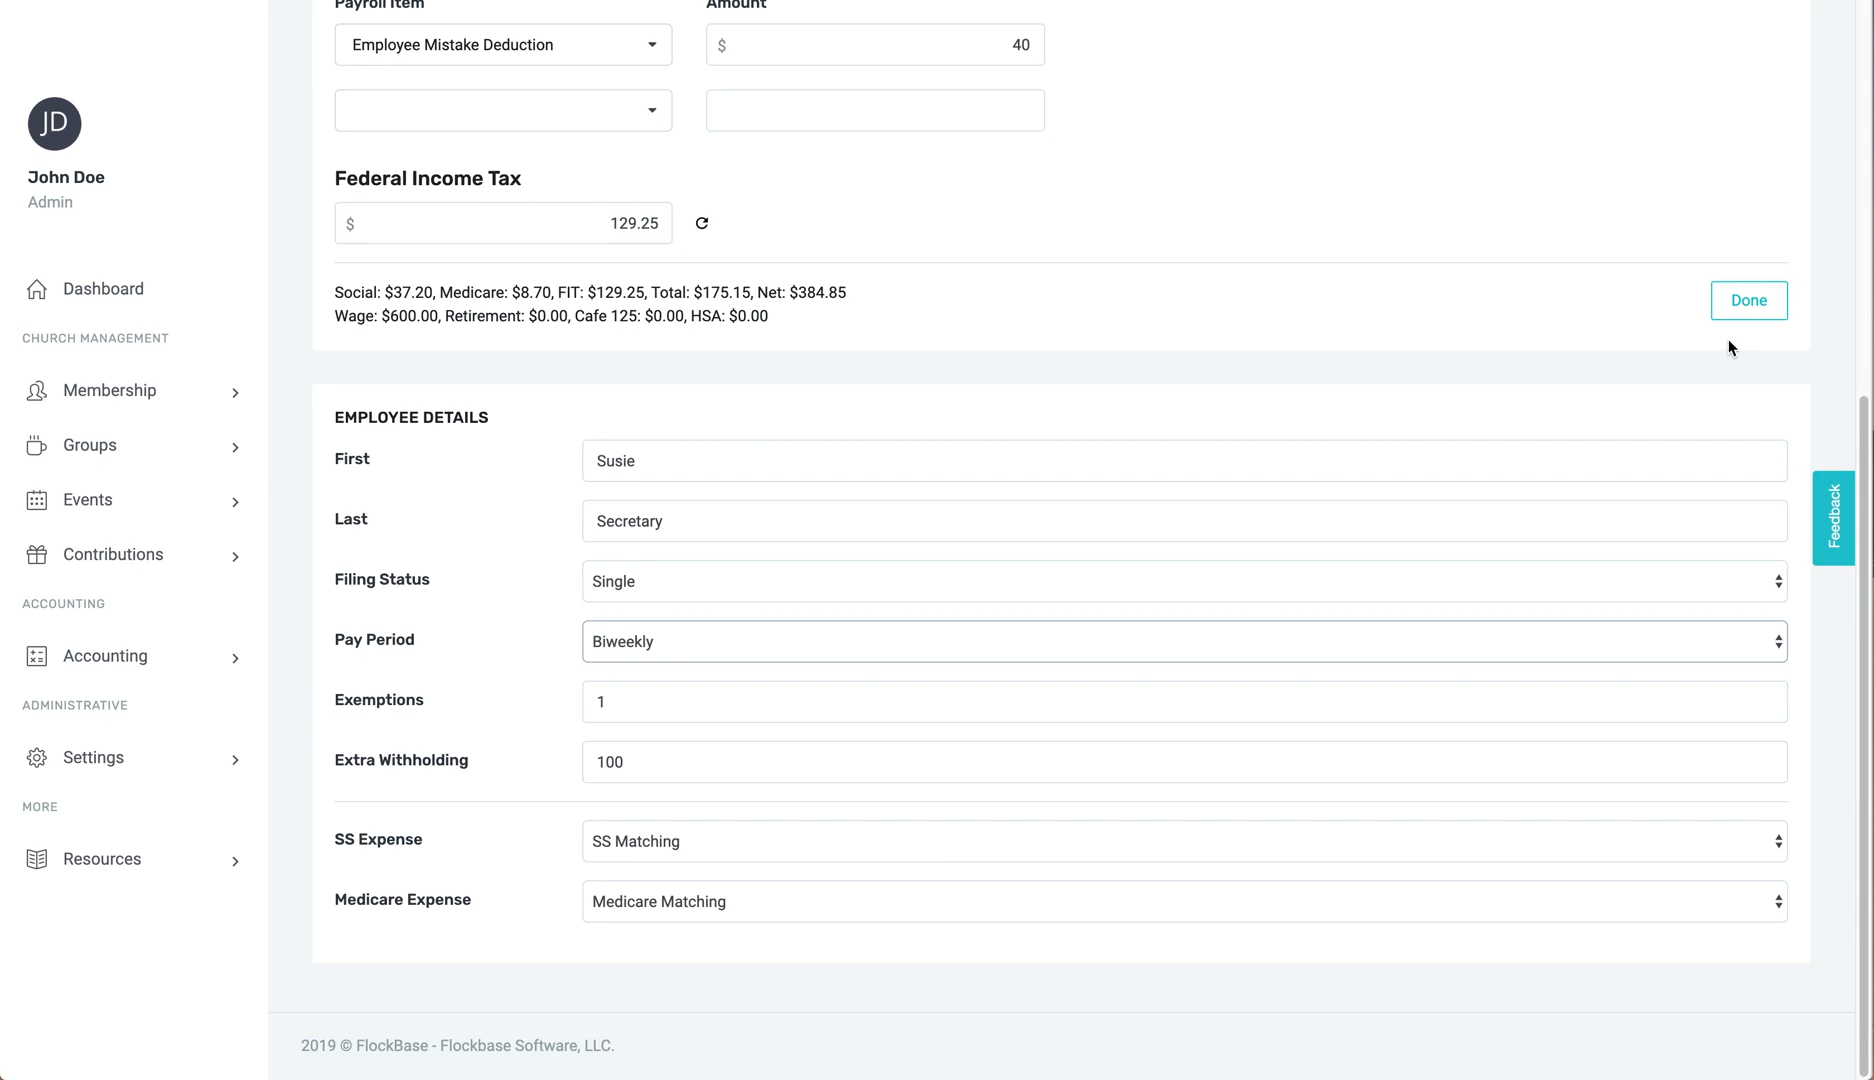 Payroll Item
Amount
Employee Mistake Deduction
$ 40
JD
John Doe
Admin
Federal Income Tax
$ 129.25
Social: $37.20, Medicare: $8.70, FIT: $129.25, Total: $175.15, Net: $384.85
Wage: $600.00, Retirement: $0.00, Cafe 125: $0.00, HSA: $0.00
Done
Dashboard
CHURCH MANAGEMENT
Membership
Groups
Events
Contributions
ACCOUNTING
Accounting
ADMINISTRATIVE
Settings
MORE
Resources
EMPLOYEE DETAILS
First
Susie
Last
Secretary
Filing Status
Single
Pay Period
Biweekly
Exemptions
1
Extra Withholding
100
SS Expense
SS Matching
Medicare Expense
Medicare Matching
Feedback
2019 © FlockBase - Flockbase Software, LLC.